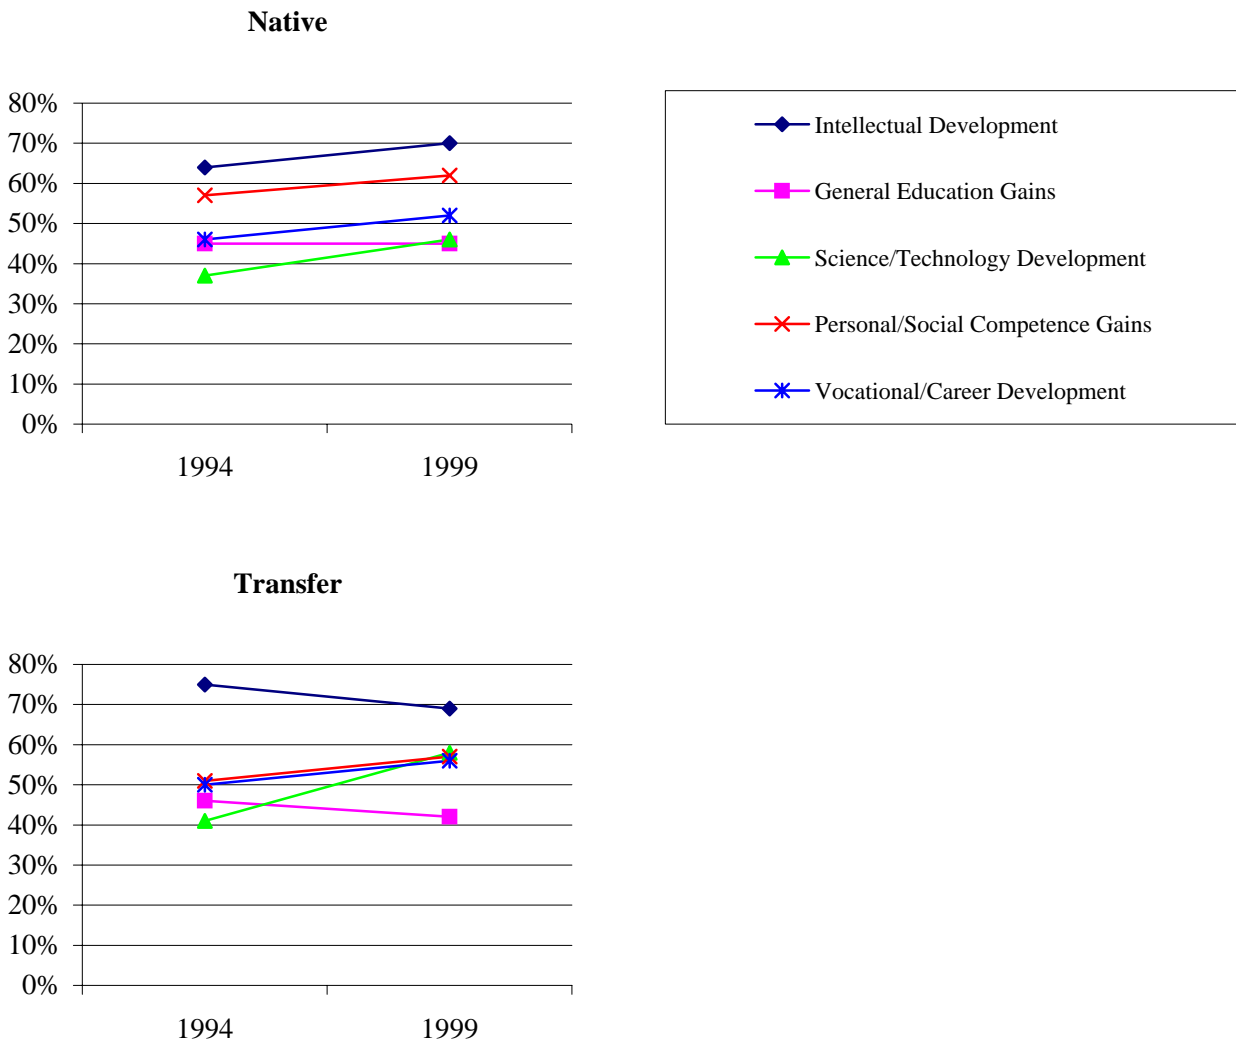 Native
80%
70%
60%
50%
40%
30%
20%
10%
0%
1994 1999
Intellectual Development
General Education Gains
Science/Technology Development
Personal/Social Competence Gains
Vocational/Career Development
Transfer
80%
70%
60%
50%
40%
30%
20%
10%
0%
1994 1999